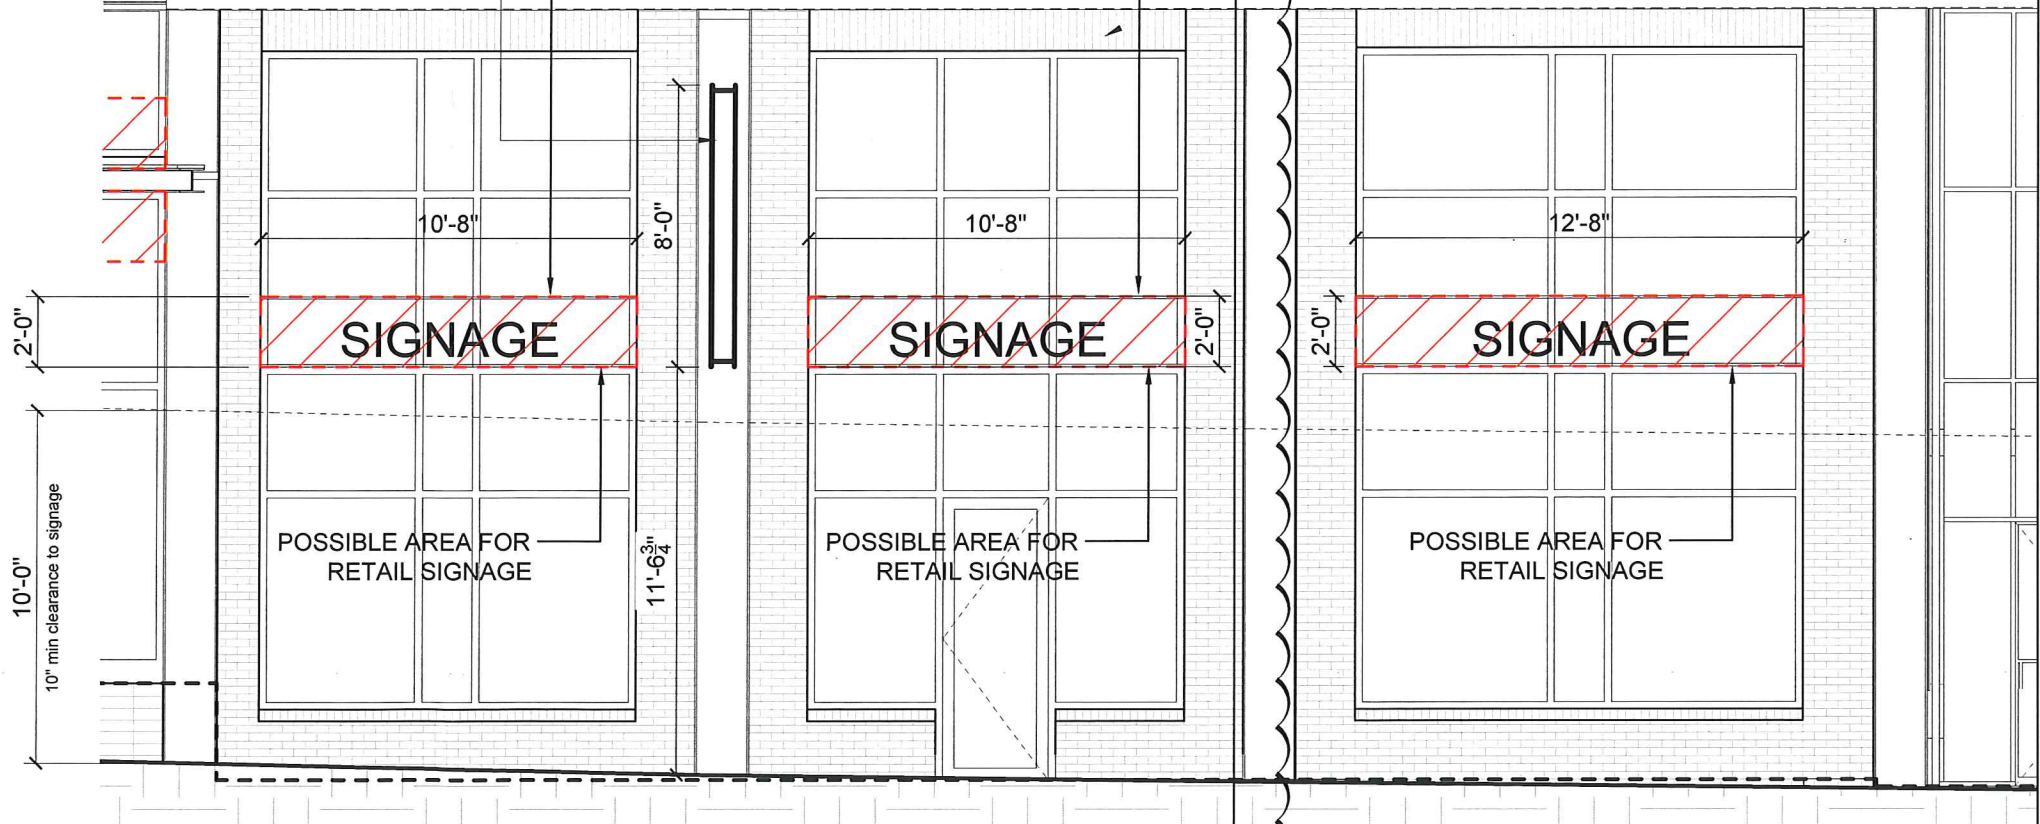 10'-8"
10'-8"
12'-8"
8'-0"
2'-0"
SIGNAGE
SIGNAGE
2'-0"
2'-0"
SIGNAGE
10'-0"
10" min clearance to signage
POSSIBLE AREA FOR
RETAIL SIGNAGE
11'-6¾"
POSSIBLE AREA FOR
RETAIL SIGNAGE
POSSIBLE AREA FOR
RETAIL SIGNAGE